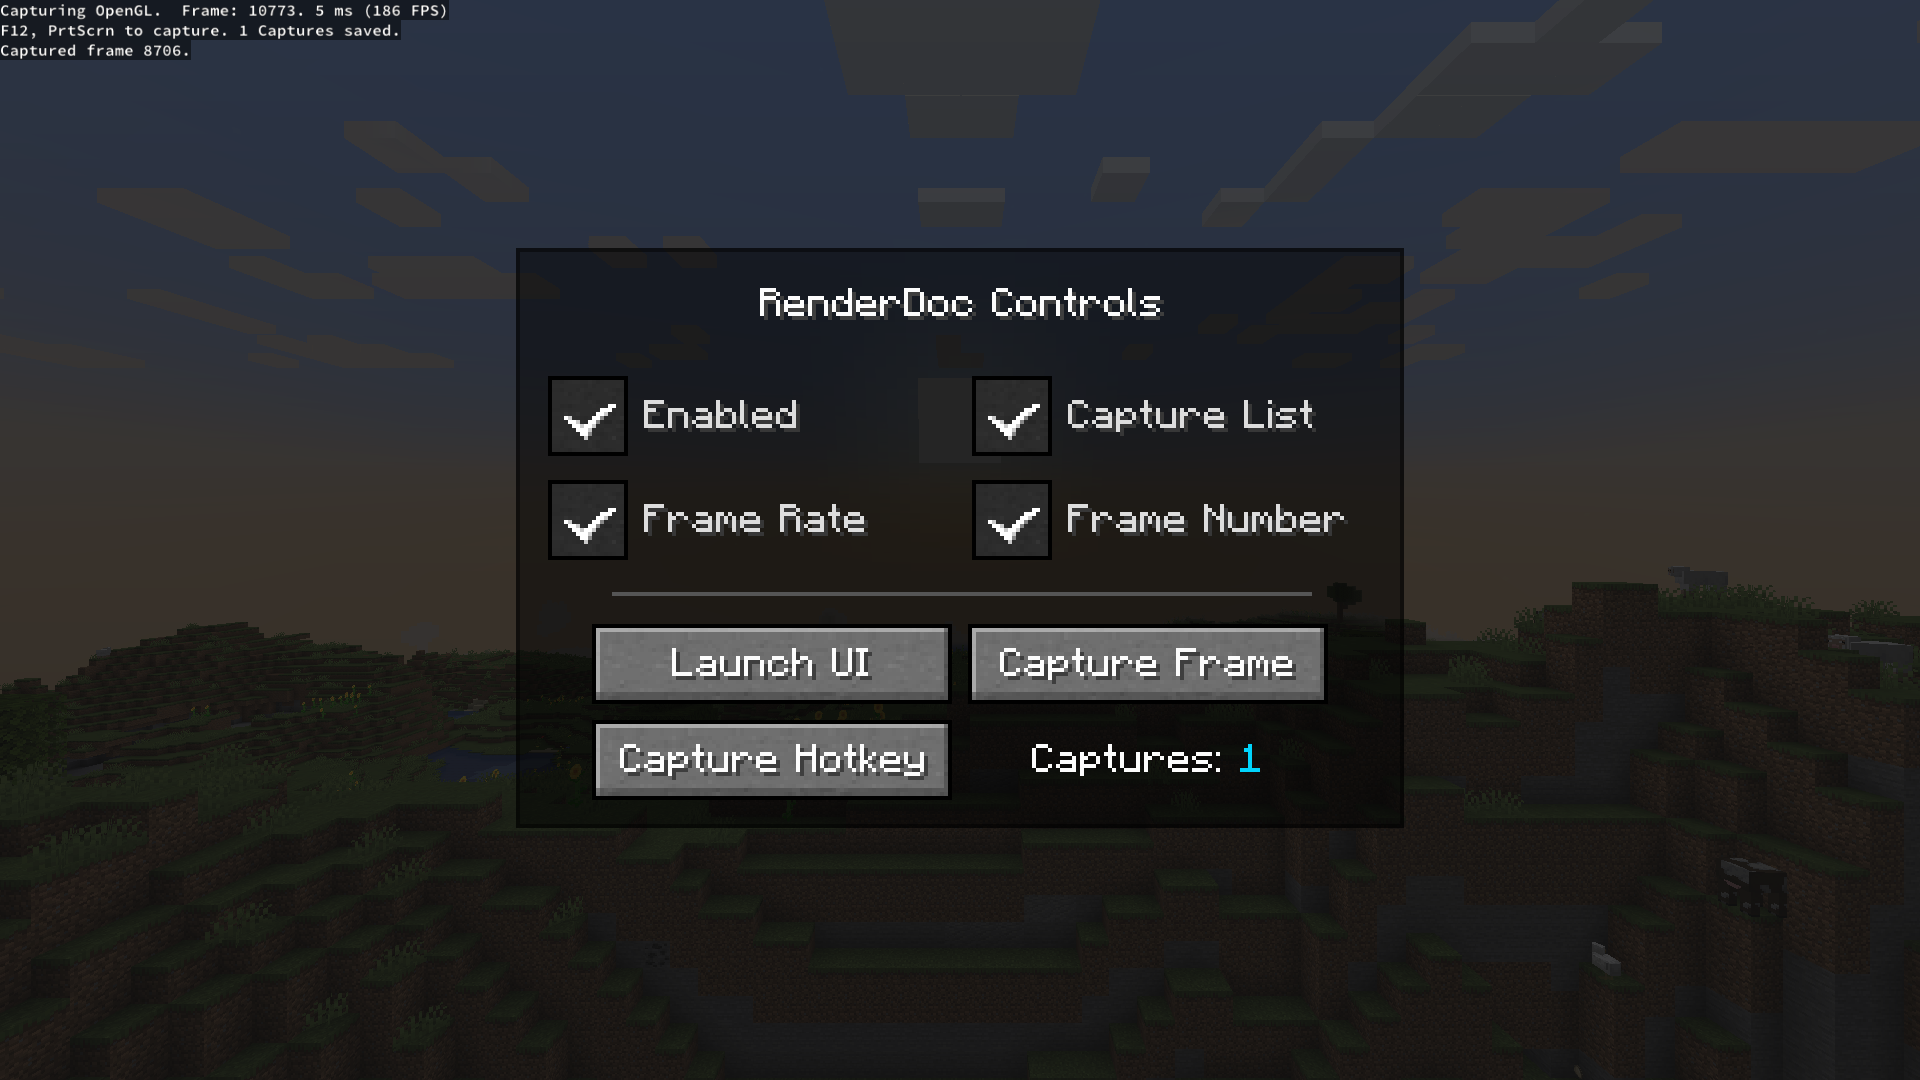 Capturing OpenGL.  Frame: 10773. 5 ms (186 FPS)
F12, PrtScrn to capture. 1 Captures saved.
Captured frame 8706.
RenderDoc Controls
Enabled
Capture List
Frame Rate
Frame Number
Launch UI
Capture Frame
Capture Hotkey
Captures: 1